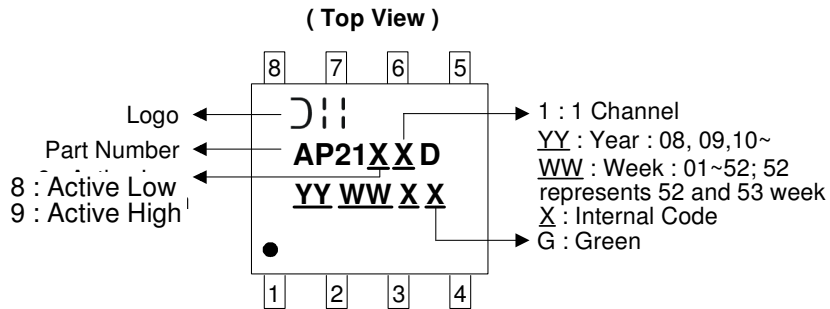 ( Top View )
8 7 6 5
Logo
Part Number
8 : Active Low
9 : Active High
AP21XXD
YY WW X X
1 : 1 Channel
YY : Year : 08, 09,10~
WW : Week : 01~52; 52
represents 52 and 53 week
X : Internal Code
G : Green
1 2 3 4